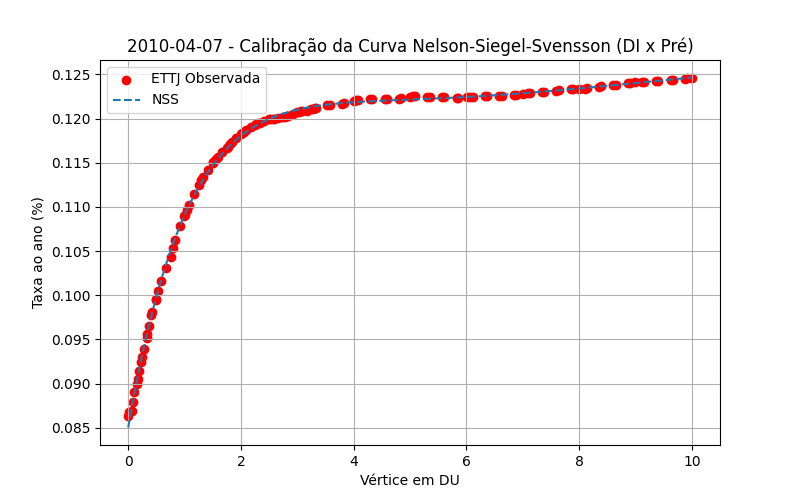 2010-04-07 - Calibração da Curva Nelson-Siegel-Svensson (DI x Pré)
ETTJ Observada
NSS
Taxa ao ano (%)
0.125
0.120
0.115
0.110
0.105
0.100
0.095
0.090
0.085
0 2 4 6 8 10
Vértice em DU